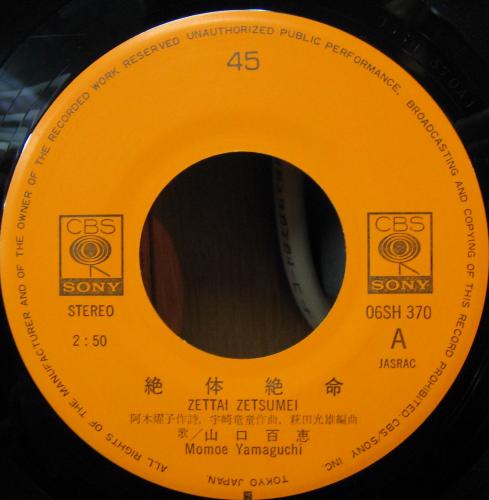 45
ALL RIGHTS OF THE MANUFACTURER AND OF THE OWNER OF THE RECORDED WORK RESERVED UNAUTHORIZED PUBLIC PERFORMANCE, BROADCASTING AND COPYING OF THIS RECORD PROHIBITED: CBS/SONY INC. TOKYO JAPAN.
CBS
SONY
CBS
SONY
STEREO
06SH 370
2:50
A
JASRAC
絶体絶命
ZETTAI ZETSUMEI
阿木燿子作詩、宇崎竜童作曲、萩田光雄編曲
歌/山口百恵
Momoe Yamaguchi